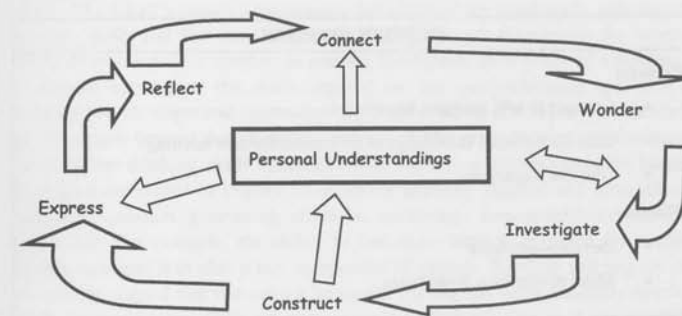 Connect
Reflect
Wonder
Personal Understandings
Express
Investigate
Construct